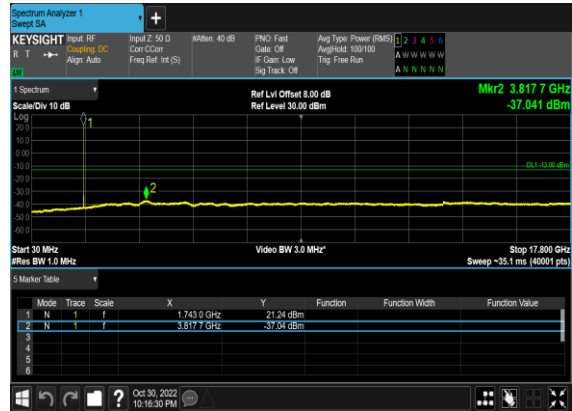 Spectrum Analyzer 1
Swept SA
+
KEYSIGHT Input: RF Input Z: 50 Ω #Atten: 40 dB PNO: Fast Avg Type: Power (RMS) 1 2 3 4 5 6
R T Coupling: DC Corr CCorr Gate: Off Avg|Hold: 100/100 A W W W W W
Align: Auto Freq Ref: Int (S) IF Gain: Low Trig: Free Run
Sig Track: Off A N N N N N
1 Spectrum Ref Lvl Offset 8.00 dB Mkr2 3.817 7 GHz
Scale/Div 10 dB Ref Level 30.00 dBm -37.041 dBm
Log
20.0
10.0
0.00
-10.0
-20.0
-30.0
-40.0
-50.0
-60.0
1
2
DL1 -13.00 dBm
Start 30 MHz Video BW 3.0 MHz* Stop 17.800 GHz
#Res BW 1.0 MHz Sweep ~35.1 ms (40001 pts)
5 Marker Table
Mode Trace Scale X Y Function Function Width Function Value
1 N 1 f 1.743 0 GHz 21.24 dBm
2 N 1 f 3.817 7 GHz -37.04 dBm
3
4
5
6
? Oct 30, 2022
10:16:30 PM